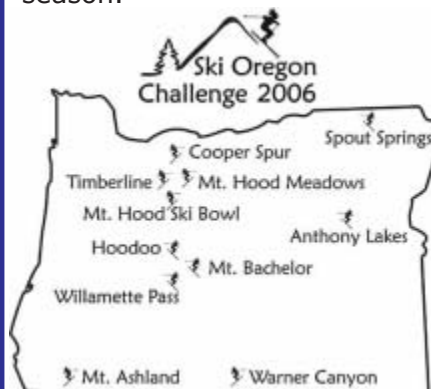 season.
Ski Oregon
Challenge 2006
Spout Springs
Cooper Spur
Timberline
Mt. Hood Meadows
Mt. Hood Ski Bowl
Anthony Lakes
Hoodoo
Mt. Bachelor
Willamette Pass
Mt. Ashland
Warner Canyon